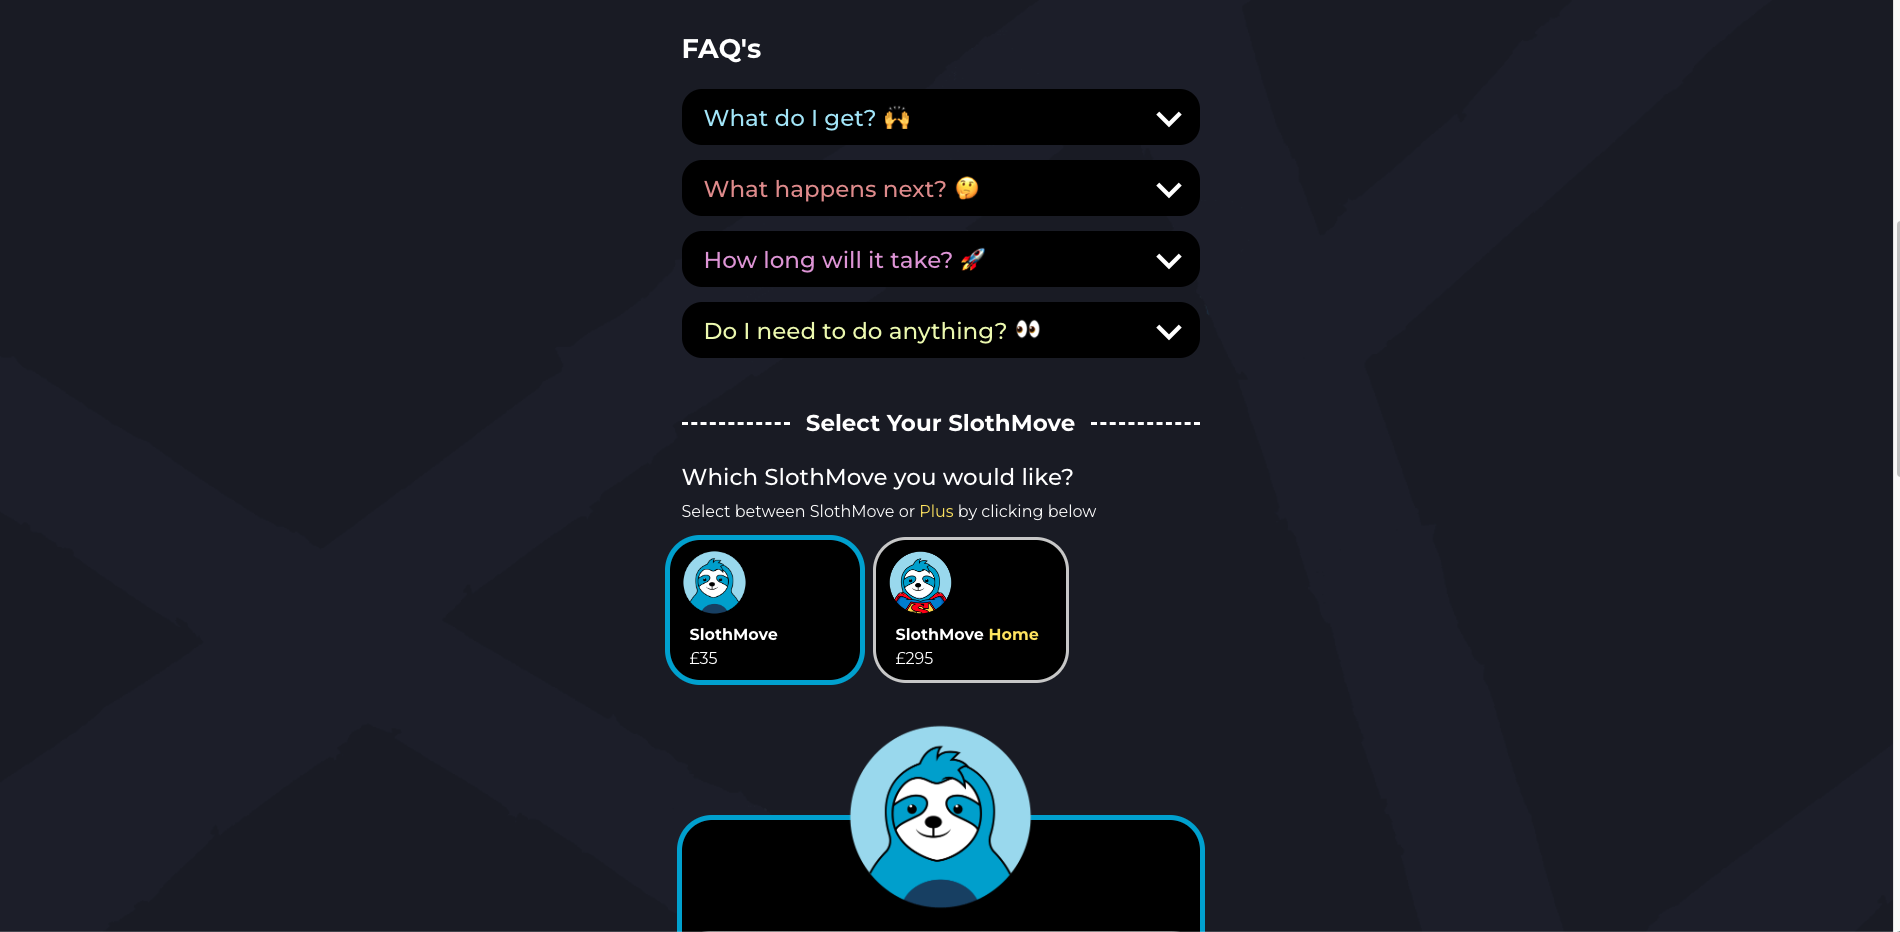 FAQ's
What do I get? 🙌
What happens next? 🤔
How long will it take? 🚀
Do I need to do anything? 👀
Select Your SlothMove
Which SlothMove you would like?
Select between SlothMove or Plus by clicking below
SlothMove
£35
SlothMove Home
£295